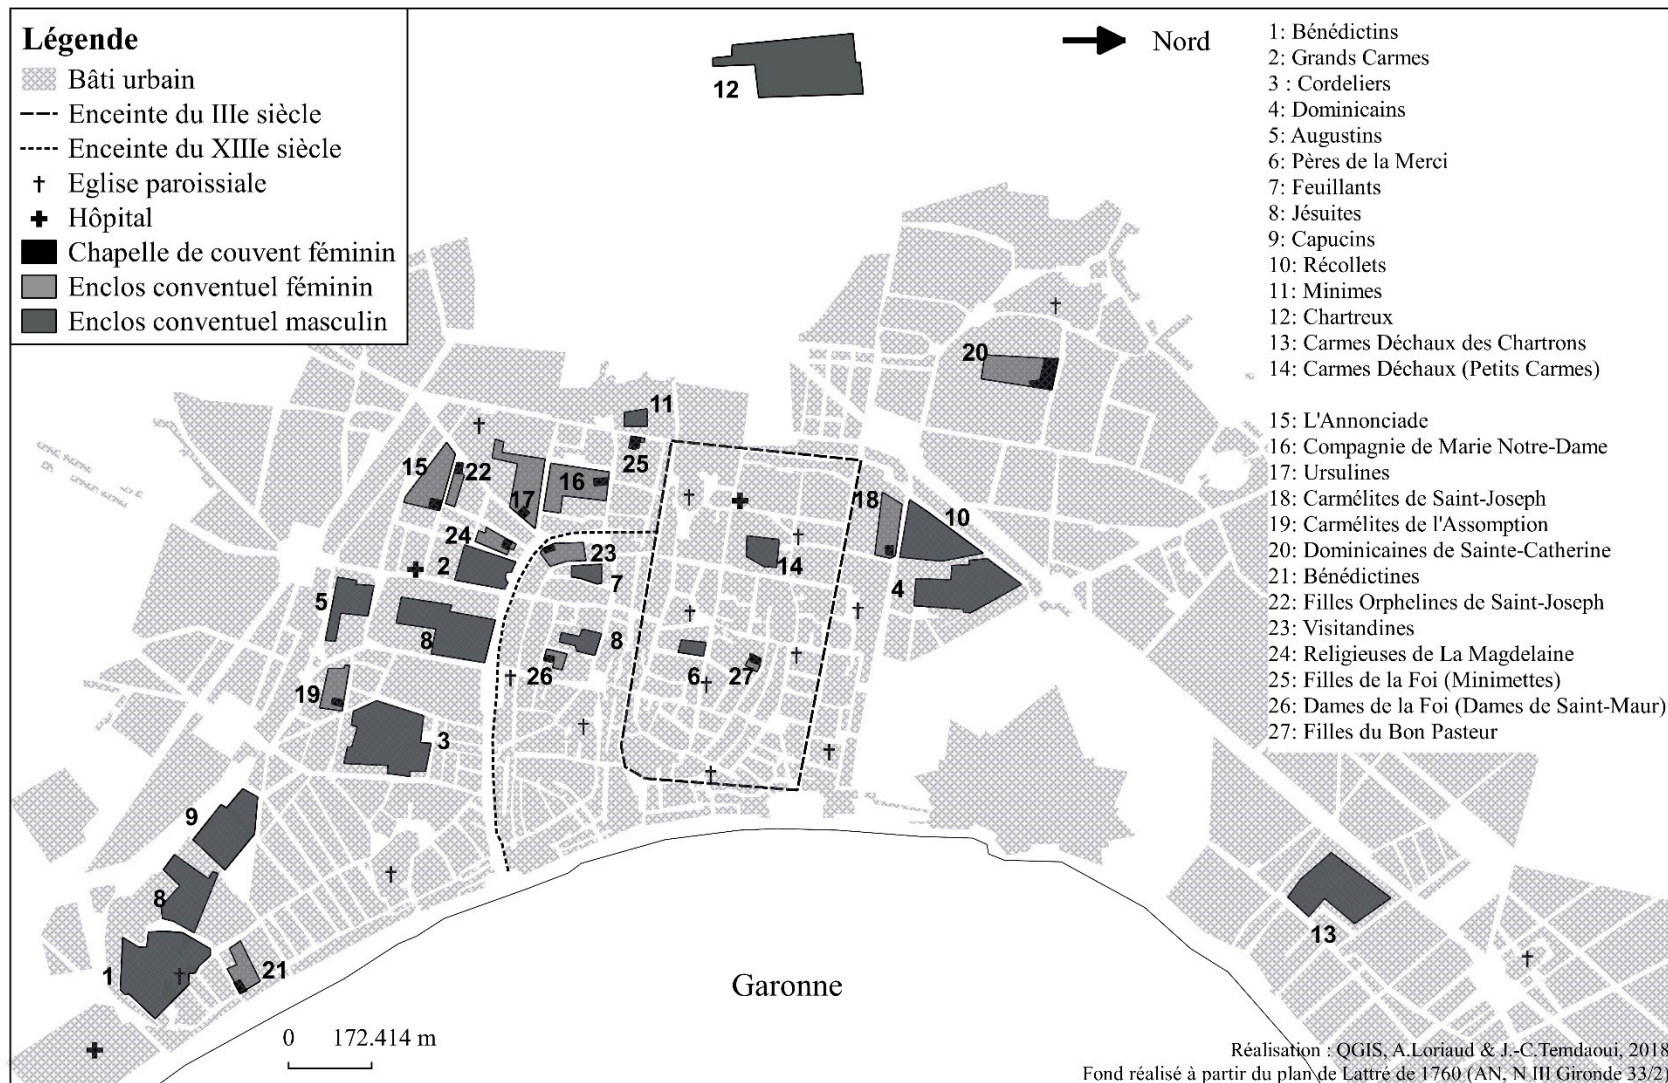 Légende
Bâti urbain
Enceinte du IIIe siècle
Enceinte du XIIIe siècle
Eglise paroissiale
Hôpital
Chapelle de couvent féminin
Enclos conventuel féminin
Enclos conventuel masculin
Nord
1: Bénédictins
2: Grands Carmes
3 : Cordeliers
4: Dominicains
5: Augustins
6: Pères de la Merci
7: Feuillants
8: Jésuites
9: Capucins
10: Récollets
11: Minimes
12: Chartreux
13: Carmes Déchaux des Chartrons
14: Carmes Déchaux (Petits Carmes)
15: L'Annonciade
16: Compagnie de Marie Notre-Dame
17: Ursulines
18: Carmélites de Saint-Joseph
19: Carmélites de l'Assomption
20: Dominicaines de Sainte-Catherine
21: Bénédictines
22: Filles Orphelines de Saint-Joseph
23: Visitandines
24: Religieuses de La Magdelaine
25: Filles de la Foi (Minimettes)
26: Dames de la Foi (Dames de Saint-Maur)
27: Filles du Bon Pasteur
12
20
11
25
15
22
17
16
18
10
24
2
23
7
14
4
5
8
8
26
6
27
19
3
9
8
1
21
13
Garonne
0 172.414 m
Réalisation : QGIS, A.Loriaud & J.-C.Temdaoui, 2018
Fond réalisé à partir du plan de Lattré de 1760 (AN, N III Gironde 33/2)